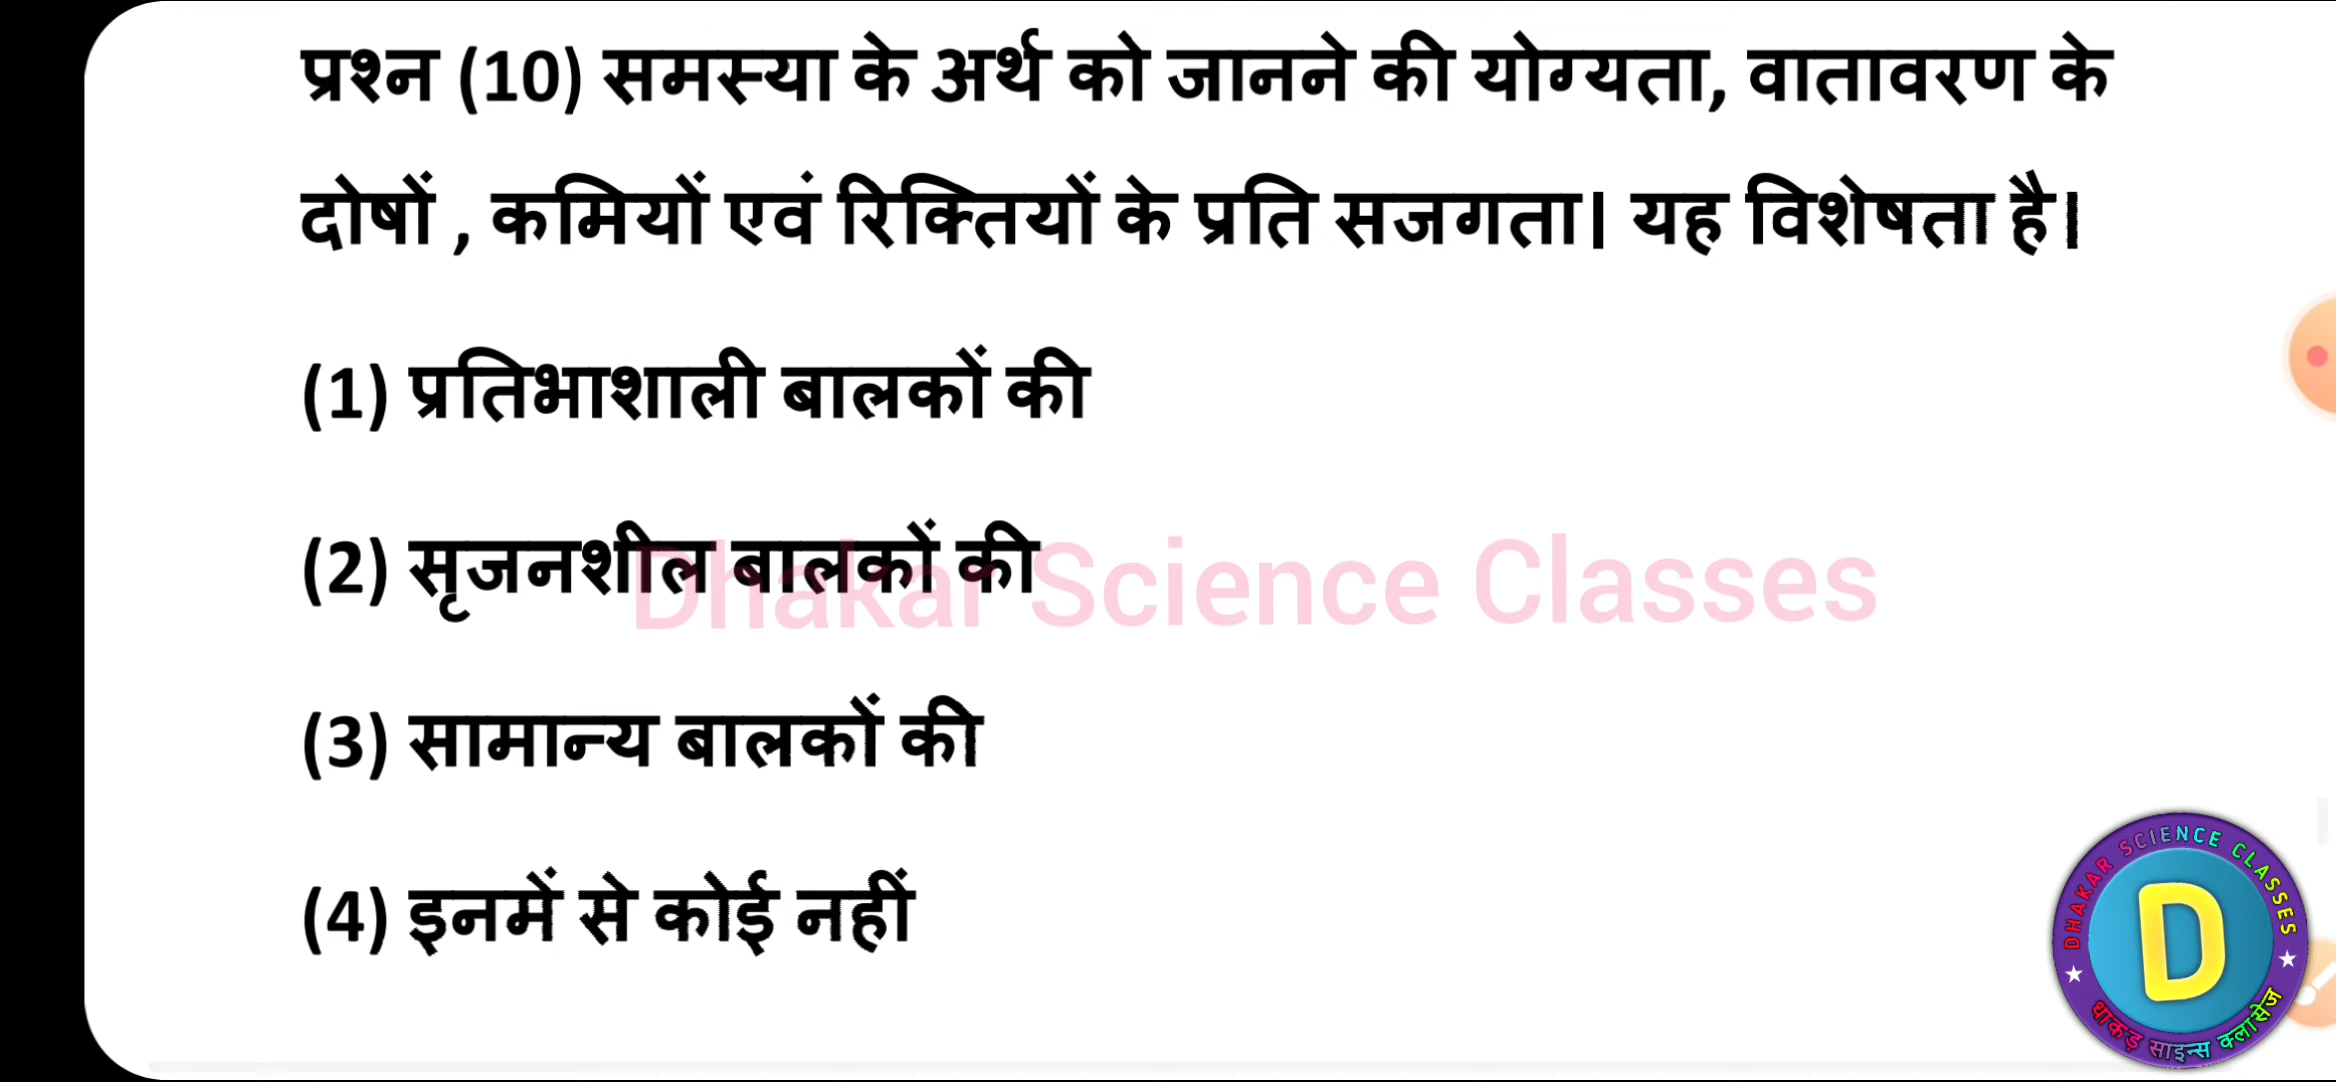 प्रश्न (10) समस्या के अर्थ को जानने की योग्यता, वातावरण के
दोषों , कमियों एवं रिक्तियों के प्रति सजगता। यह विशेषता है।
(1) प्रतिभाशाली बालकों की
(2) सृजनशील बालकों की
Dhakar Science Classes
(3) सामान्य बालकों की
(4) इनमें से कोई नहीं
DHAKAR SCIENCE CLASSES
D
धाकड़ साइन्स क्लासेज